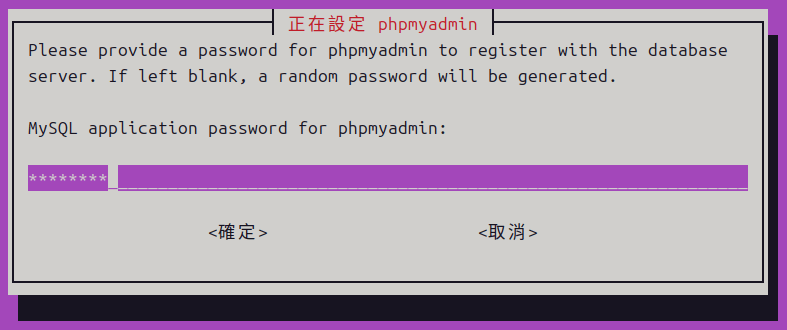 正在設定 phpmyadmin
Please provide a password for phpmyadmin to register with the database
server. If left blank, a random password will be generated.
MySQL application password for phpmyadmin:
********_______________________________________________________________
<確定>
<取消>